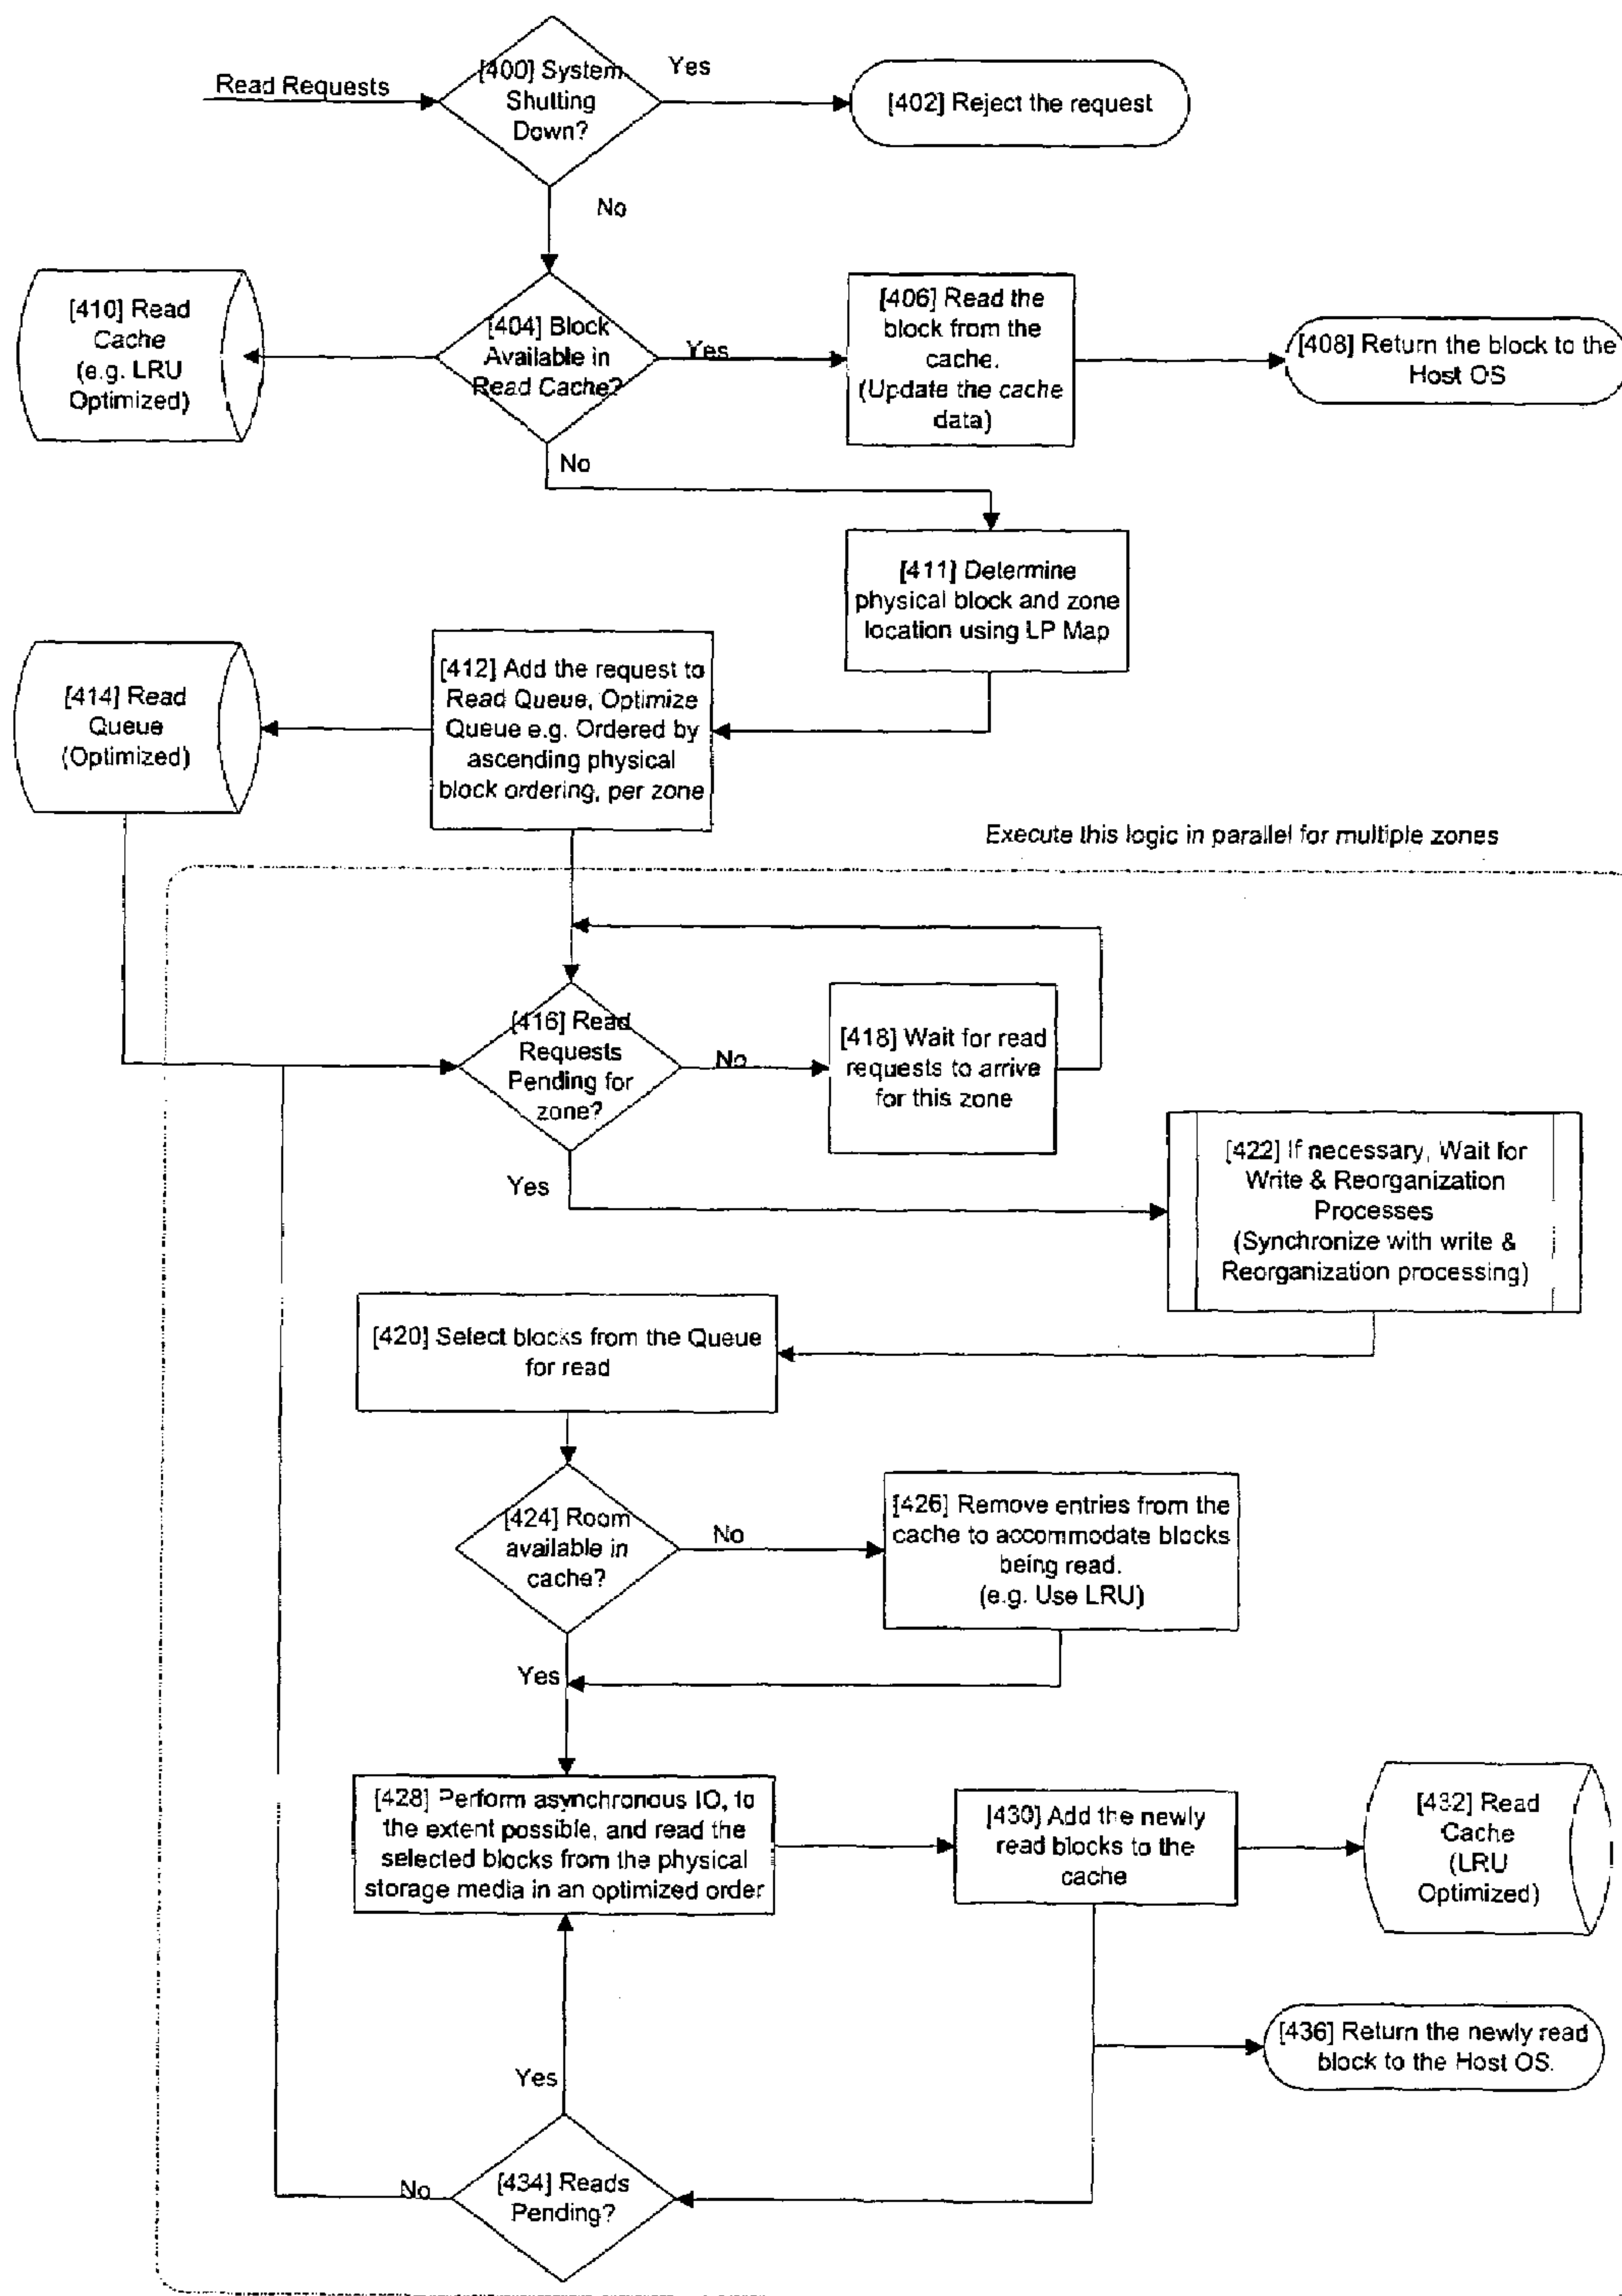 Read Requests
[400] System
Shutting
Down?
Yes
[402] Reject the request
No
[410] Read
Cache
(e.g. LRU
Optimized)
[404] Block
Available in
Read Cache?
Yes
[406] Read the
block from the
cache.
(Update the cache
data)
[408] Return the block to the
Host OS
No
[411] Determine
physical block and zone
location using LP Map
[412] Add the request to
Read Queue, Optimize
Queue e.g. Ordered by
ascending physical
block ordering, per zone
[414] Read
Queue
(Optimized)
Execute this logic in parallel for multiple zones
[416] Read
Requests
Pending for
zone?
No
[418] Wait for read
requests to arrive
for this zone
Yes
[422] If necessary, Wait for
Write & Reorganization
Processes
(Synchronize with write &
Reorganization processing)
[420] Select blocks from the Queue
for read
[424] Room
available in
cache?
No
[426] Remove entries from the
cache to accommodate blocks
being read.
(e.g. Use LRU)
Yes
[428] Perform asynchronous IO, to
the extent possible, and read the
selected blocks from the physical
storage media in an optimized order
[430] Add the newly
read blocks to the
cache
[432] Read
Cache
(LRU
Optimized)
[436] Return the newly read
block to the Host OS.
Yes
No
[434] Reads
Pending?